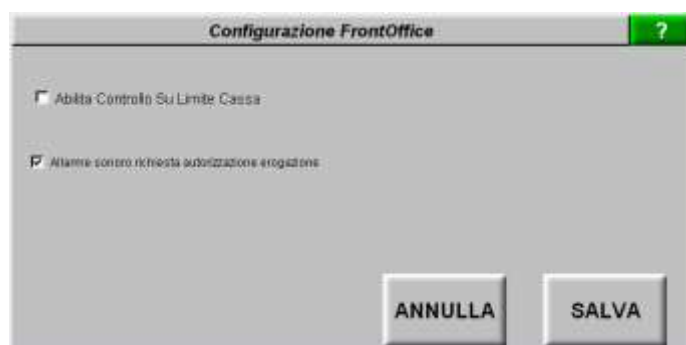 Configurazione FrontOffice
?
Abilita Controllo Su Limite Cassa
Allarme sonoro richiesta autorizzazione erogazione
ANNULLA
SALVA